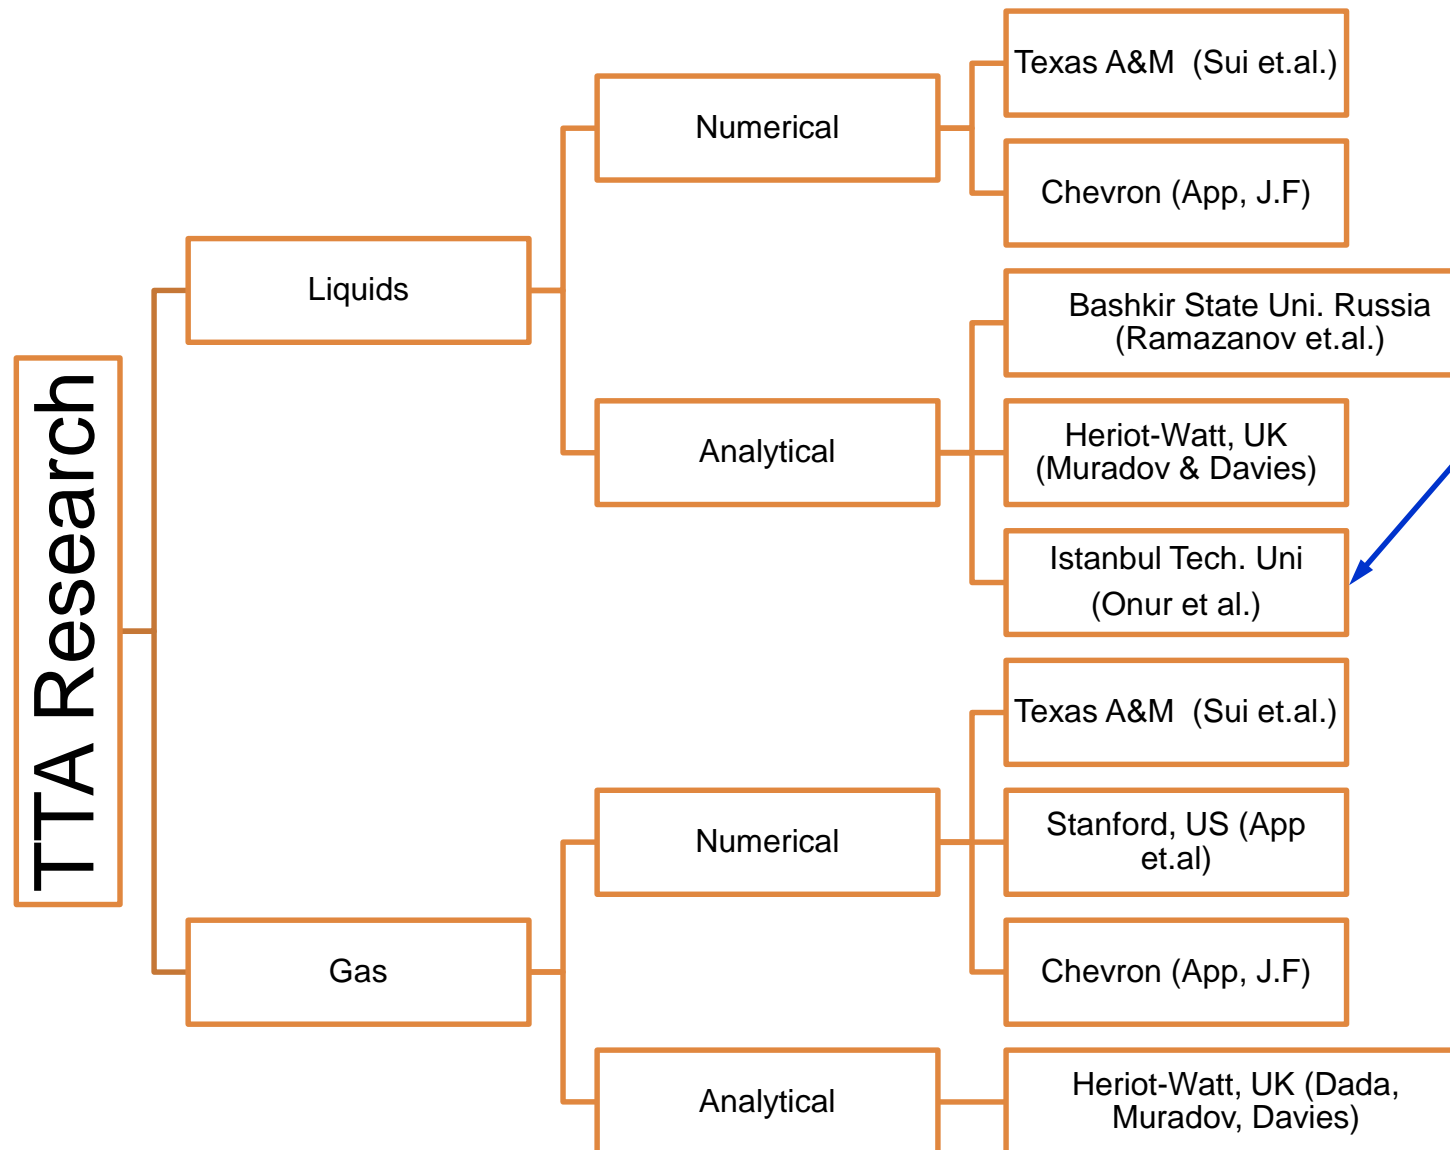 TTA Research
Liquids
Numerical
Texas A&M  (Sui et.al.)
Chevron (App, J.F)
Analytical
Bashkir State Uni. Russia
(Ramazanov et.al.)
Heriot-Watt, UK
(Muradov & Davies)
Istanbul Tech. Uni
(Onur et al.)
Gas
Numerical
Texas A&M  (Sui et.al.)
Stanford, US (App
et.al)
Chevron (App, J.F)
Analytical
Heriot-Watt, UK (Dada,
Muradov, Davies)